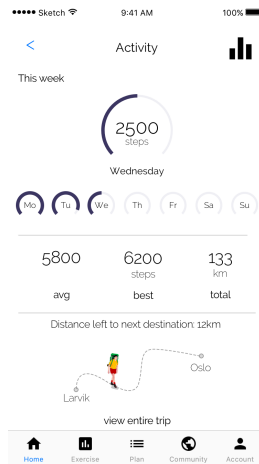 Sketch 9:41 AM 100%
< Activity
This week
2500
steps
Wednesday
Mo Tu We Th Fr Sa Su
5800 6200 133
steps km
avg best total
Distance left to next destination: 12km
Oslo
Larvik
view entire trip
Home Exercise Plan Community Account